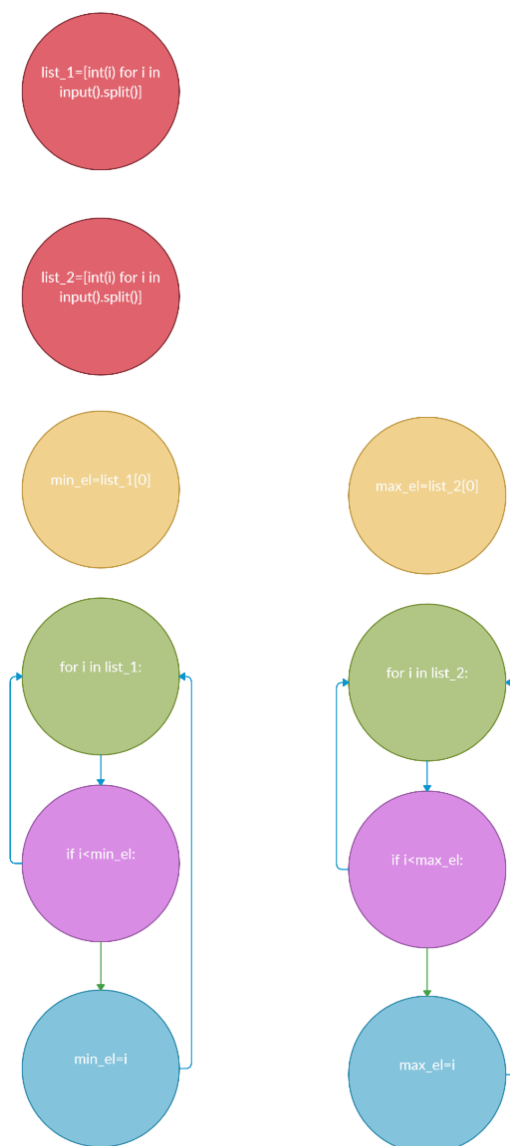 list_1=[int(i) for i in
input().split()]
list_2=[int(i) for i in
input().split()]
min_el=list_1[0]
for i in list_1:
if i<min_el:
min_el=i
max_el=list_2[0]
for i in list_2:
if i<max_el:
max_el=i